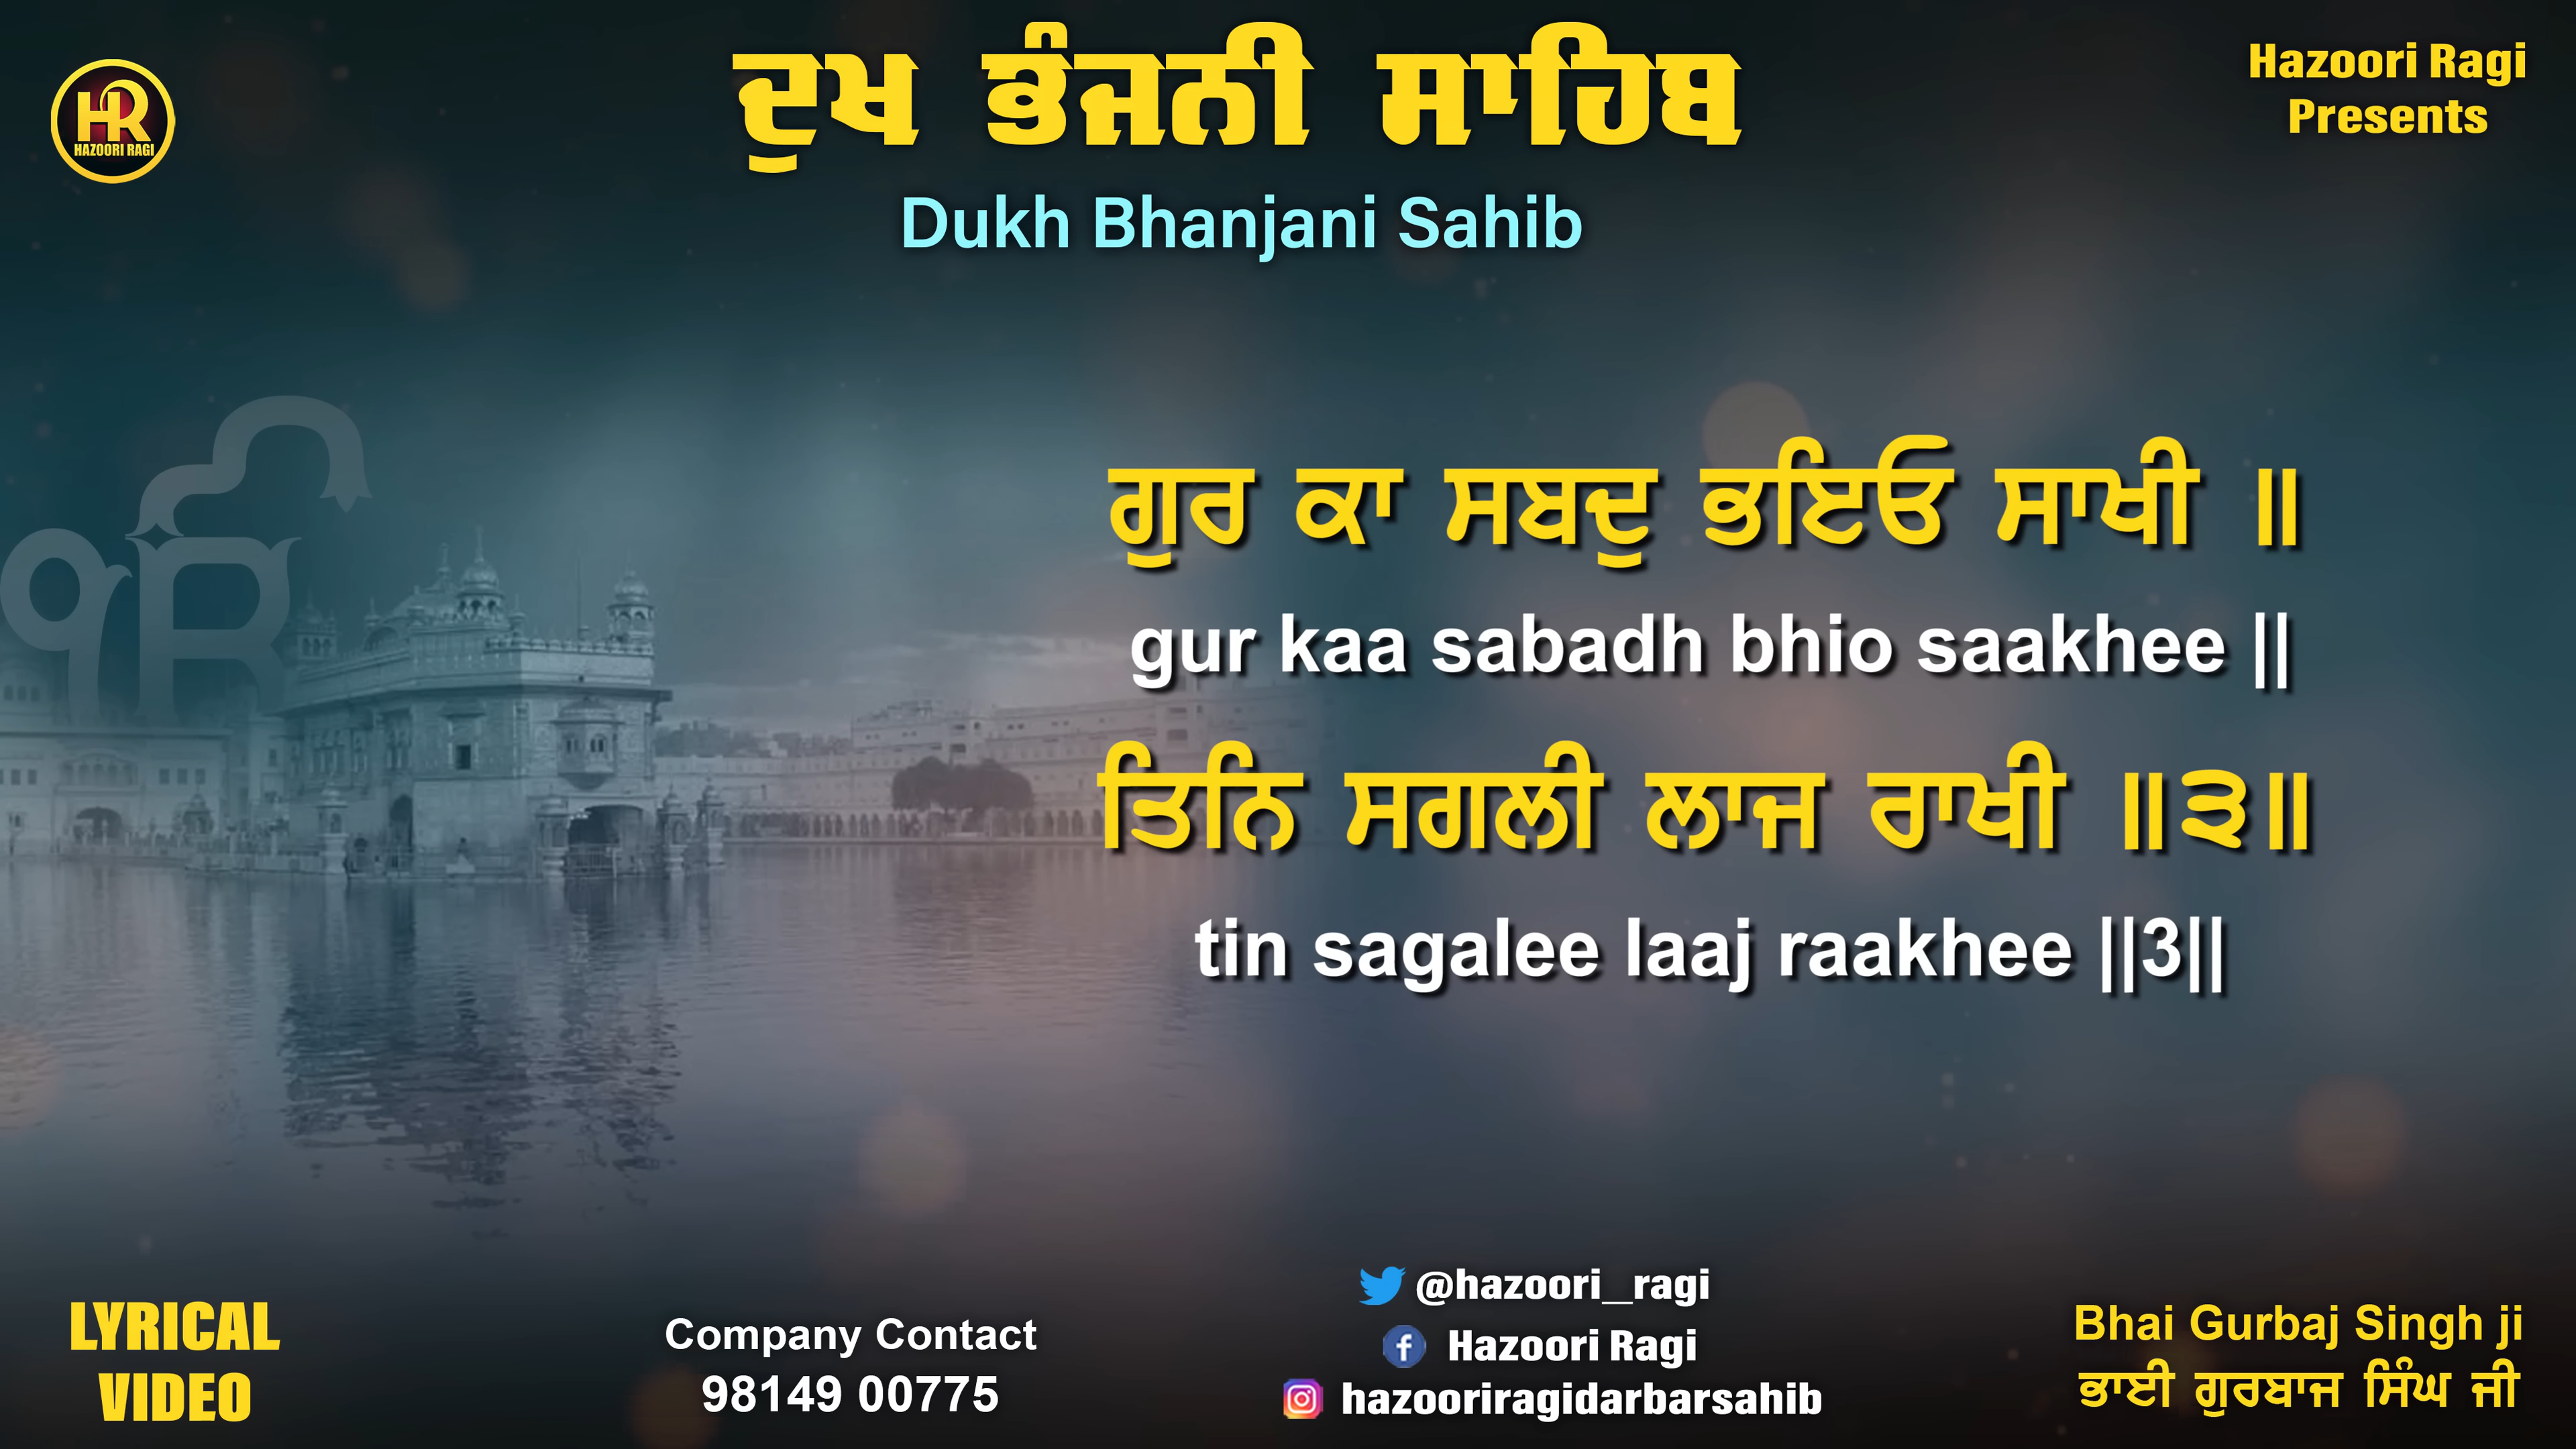 HR
HAZOORI RAGI
ਦੁਖ ਭੰਜਨੀ ਸਾਹਿਬ
Dukh Bhanjani Sahib
Hazoori Ragi
Presents
ੴ
ਗੁਰ ਕਾ ਸਬਦੁ ਭਇਓ ਸਾਖੀ ॥
gur kaa sabadh bhio saakhee ||
ਤਿਨਿ ਸਗਲੀ ਲਾਜ ਰਾਖੀ ॥੩॥
tin sagalee laaj raakhee ||3||
LYRICAL
VIDEO
Company Contact
98149 00775
@hazoori_ragi
Hazoori Ragi
hazooriragidarbarsahib
Bhai Gurbaj Singh ji
ਭਾਈ ਗੁਰਬਾਜ ਸਿੰਘ ਜੀ